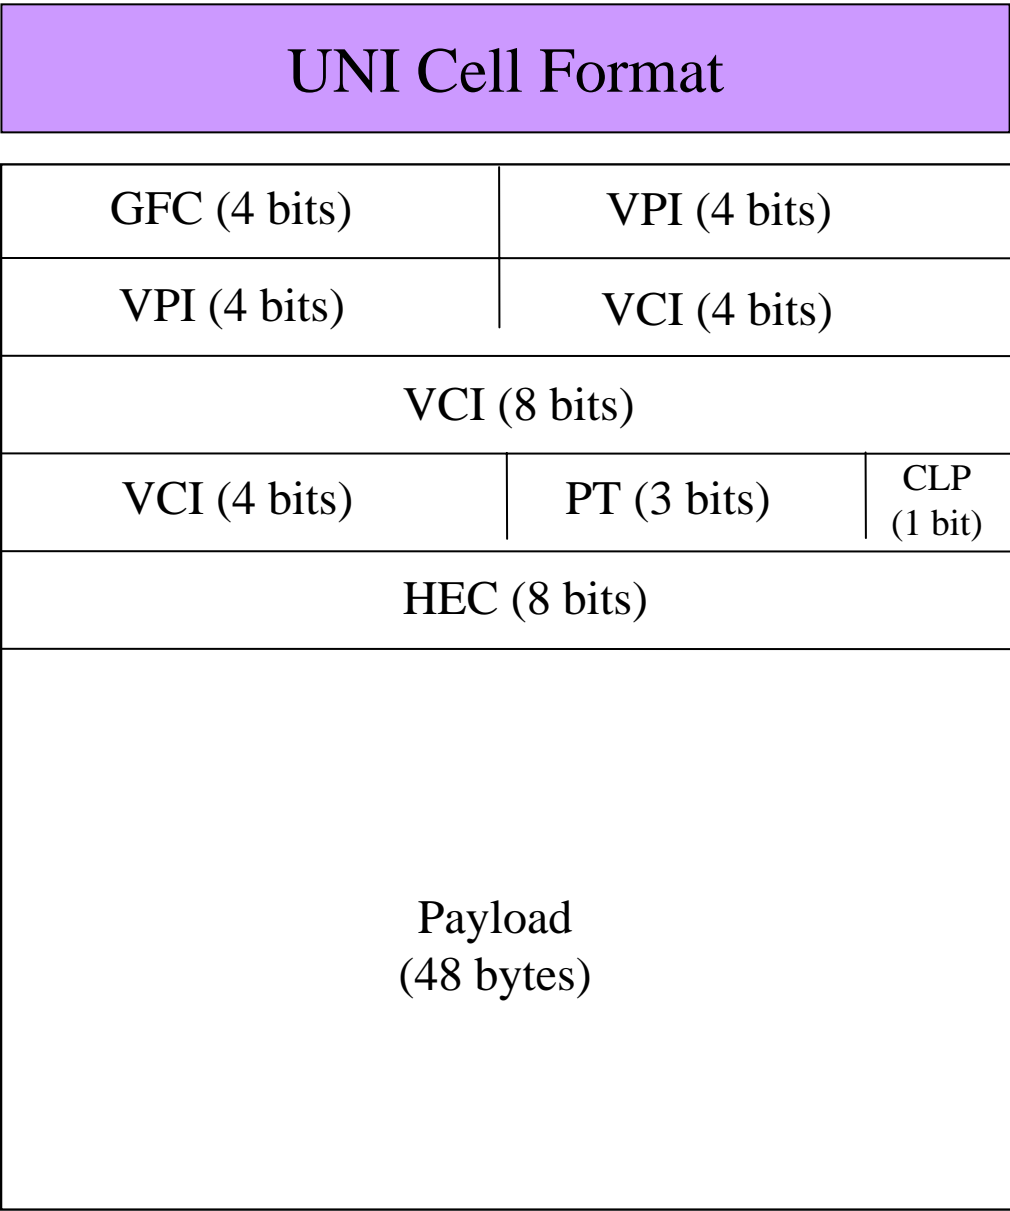 UNI Cell Format
GFC (4 bits)
VPI (4 bits)
VPI (4 bits)
VCI (4 bits)
VCI (8 bits)
VCI (4 bits)
PT (3 bits)
CLP
(1 bit)
HEC (8 bits)
Payload
(48 bytes)